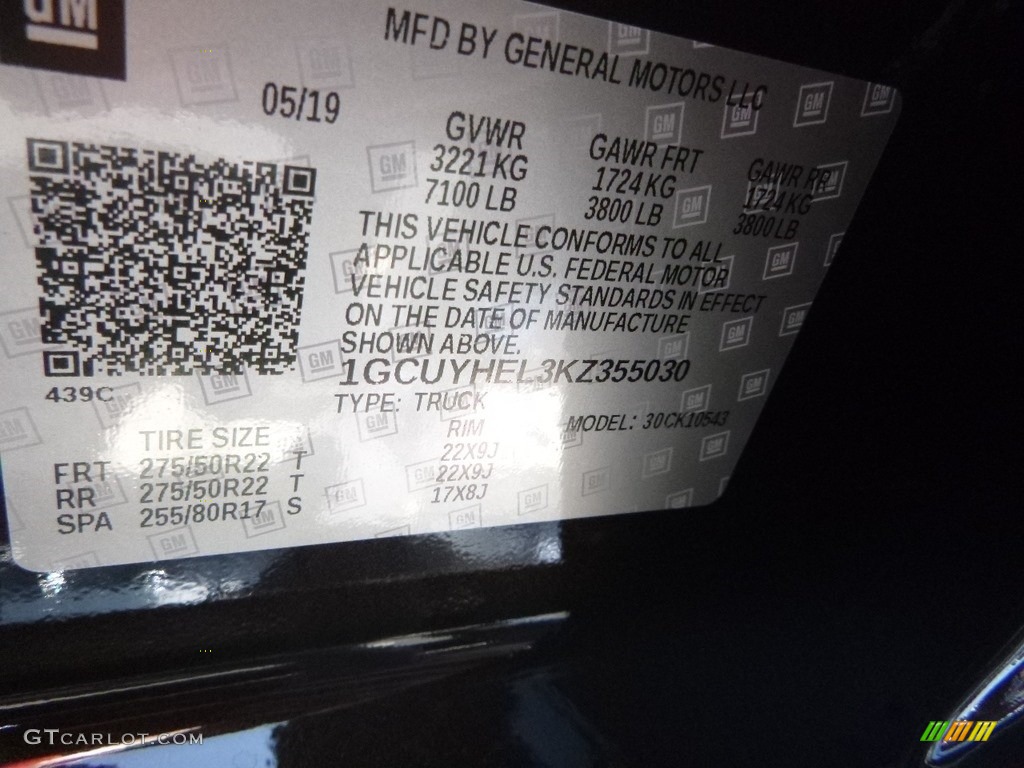 GM
MFD BY GENERAL MOTORS LLC
05/19
GVWR GAWR FRT GAWR RR
3221 KG 1724 KG 1724 KG
7100 LB 3800 LB 3800 LB
THIS VEHICLE CONFORMS TO ALL
APPLICABLE U.S. FEDERAL MOTOR
VEHICLE SAFETY STANDARDS IN EFFECT
ON THE DATE OF MANUFACTURE
SHOWN ABOVE.
1GCUYHEL3KZ355030
439C
TYPE: TRUCK
MODEL: 30CK10543
TIRE SIZE RIM
FRT 275/50R22 T 22X9J
RR 275/50R22 T 22X9J
SPA 255/80R17 S 17X8J
GTCARLOT.COM